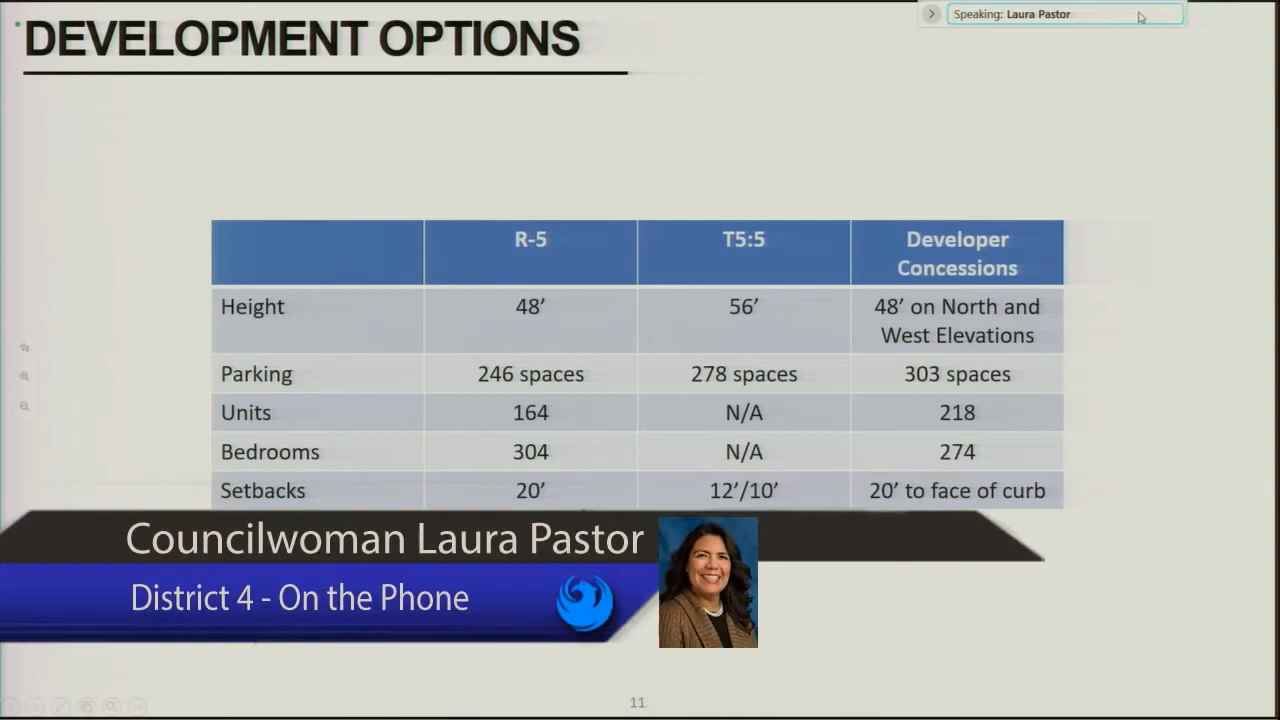 Speaking: Laura Pastor
DEVELOPMENT OPTIONS
R-5 T5:5 Developer Concessions
Height 48’ 56’ 48’ on North and West Elevations
Parking 246 spaces 278 spaces 303 spaces
Units 164 N/A 218
Bedrooms 304 N/A 274
Setbacks 20’ 12’/10’ 20’ to face of curb
Councilwoman Laura Pastor
District 4 - On the Phone
11